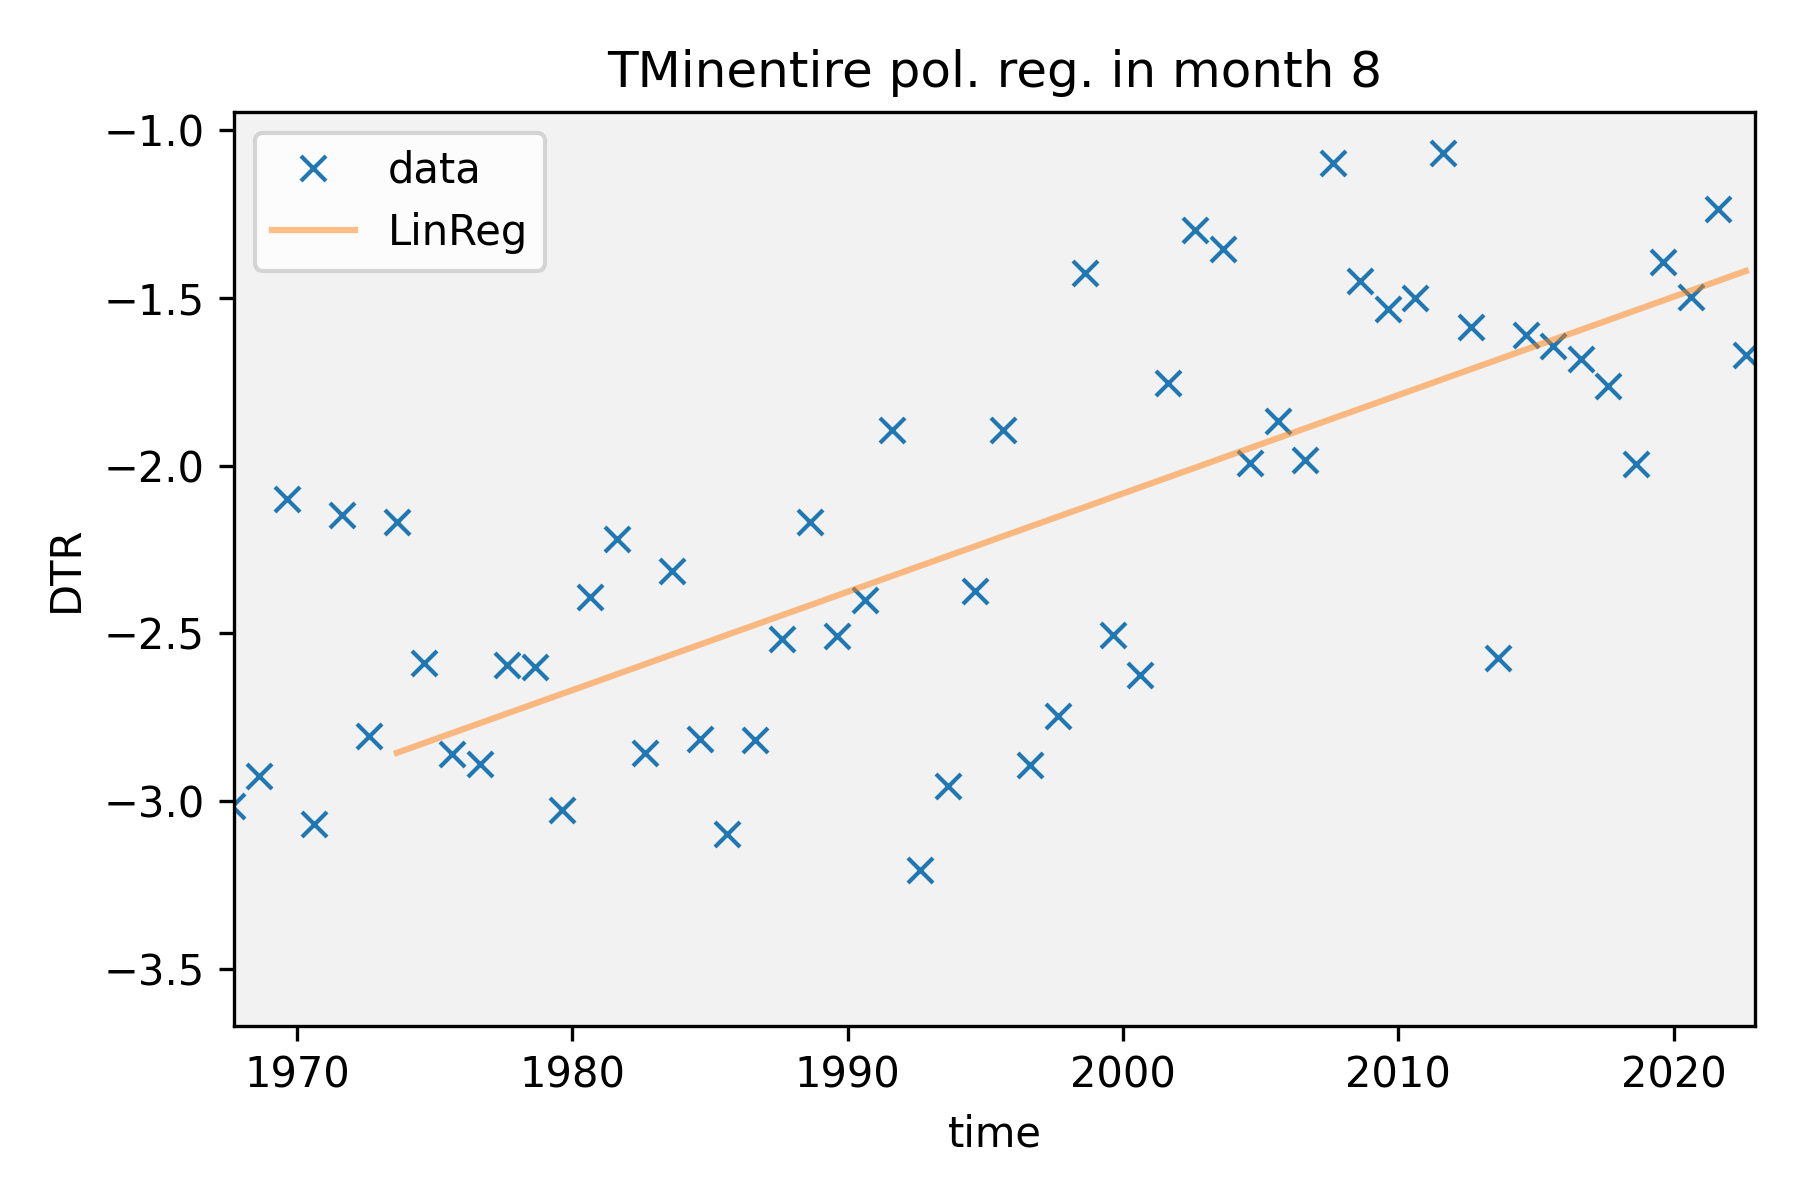 TMinentire pol. reg. in month 8
data
LinReg
−1.0
−1.5
−2.0
−2.5
−3.0
−3.5
DTR
1970 1980 1990 2000 2010 2020
time